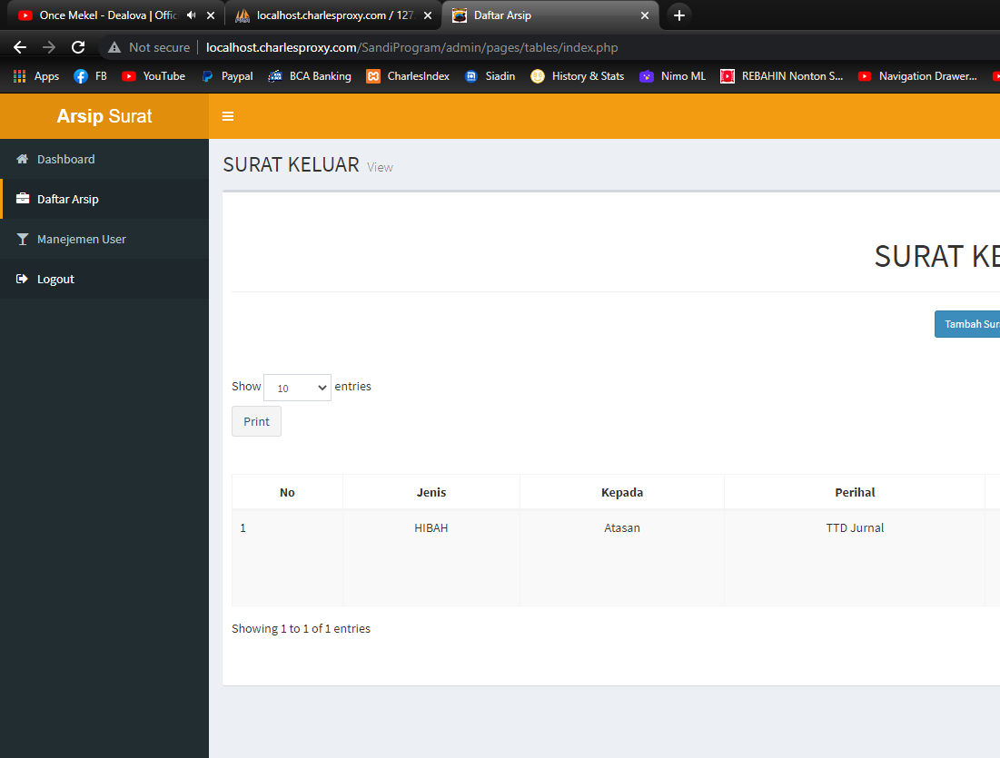 Once Mekel - Dealova | Offic
localhost.charlesproxy.com / 127.
Daftar Arsip
Not secure
localhost.charlesproxy.com/SandiProgram/admin/pages/tables/index.php
Apps FB YouTube Paypal BCA Banking CharlesIndex Siadin History & Stats Nimo ML REBAHIN Nonton S... Navigation Drawer...
Arsip Surat
Dashboard
Daftar Arsip
Manejemen User
Logout
SURAT KELUAR View
SURAT KE
Tambah Sur
Show 10 entries
Print
No Jenis Kepada Perihal
1 HIBAH Atasan TTD Jurnal
Showing 1 to 1 of 1 entries